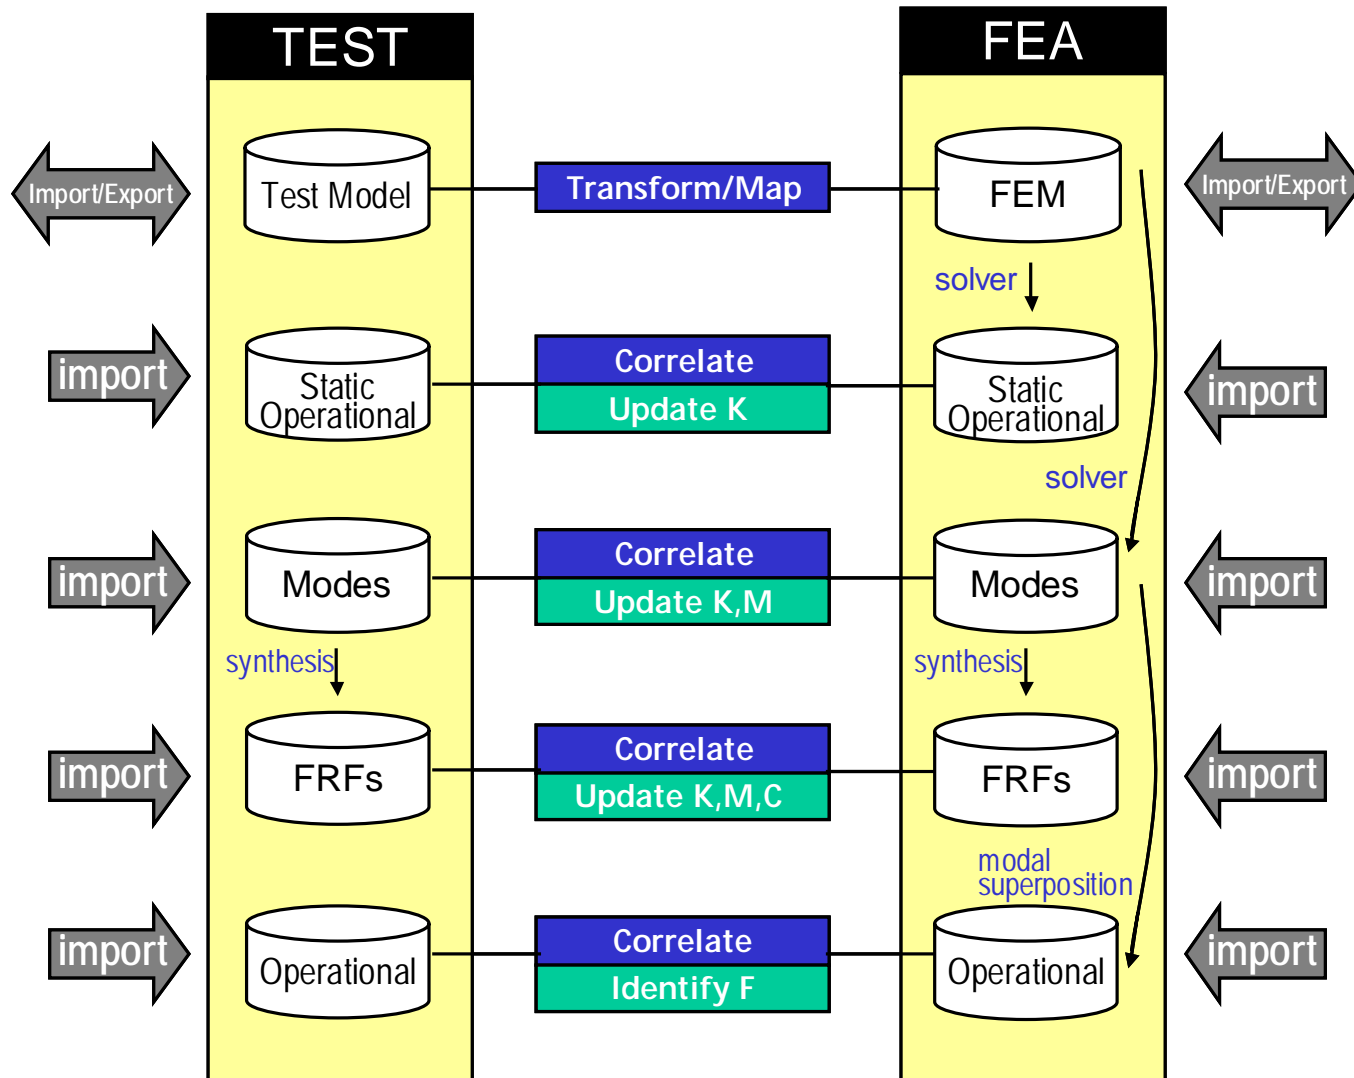 TEST
FEA
Import/Export
Test Model
Transform/Map
FEM
Import/Export
solver
import
Static
Operational
Correlate
Update K
Static
Operational
import
solver
import
Modes
Correlate
Update K,M
Modes
import
synthesis
synthesis
import
FRFs
Correlate
Update K,M,C
FRFs
import
modal
superposition
import
Operational
Correlate
Identify F
Operational
import